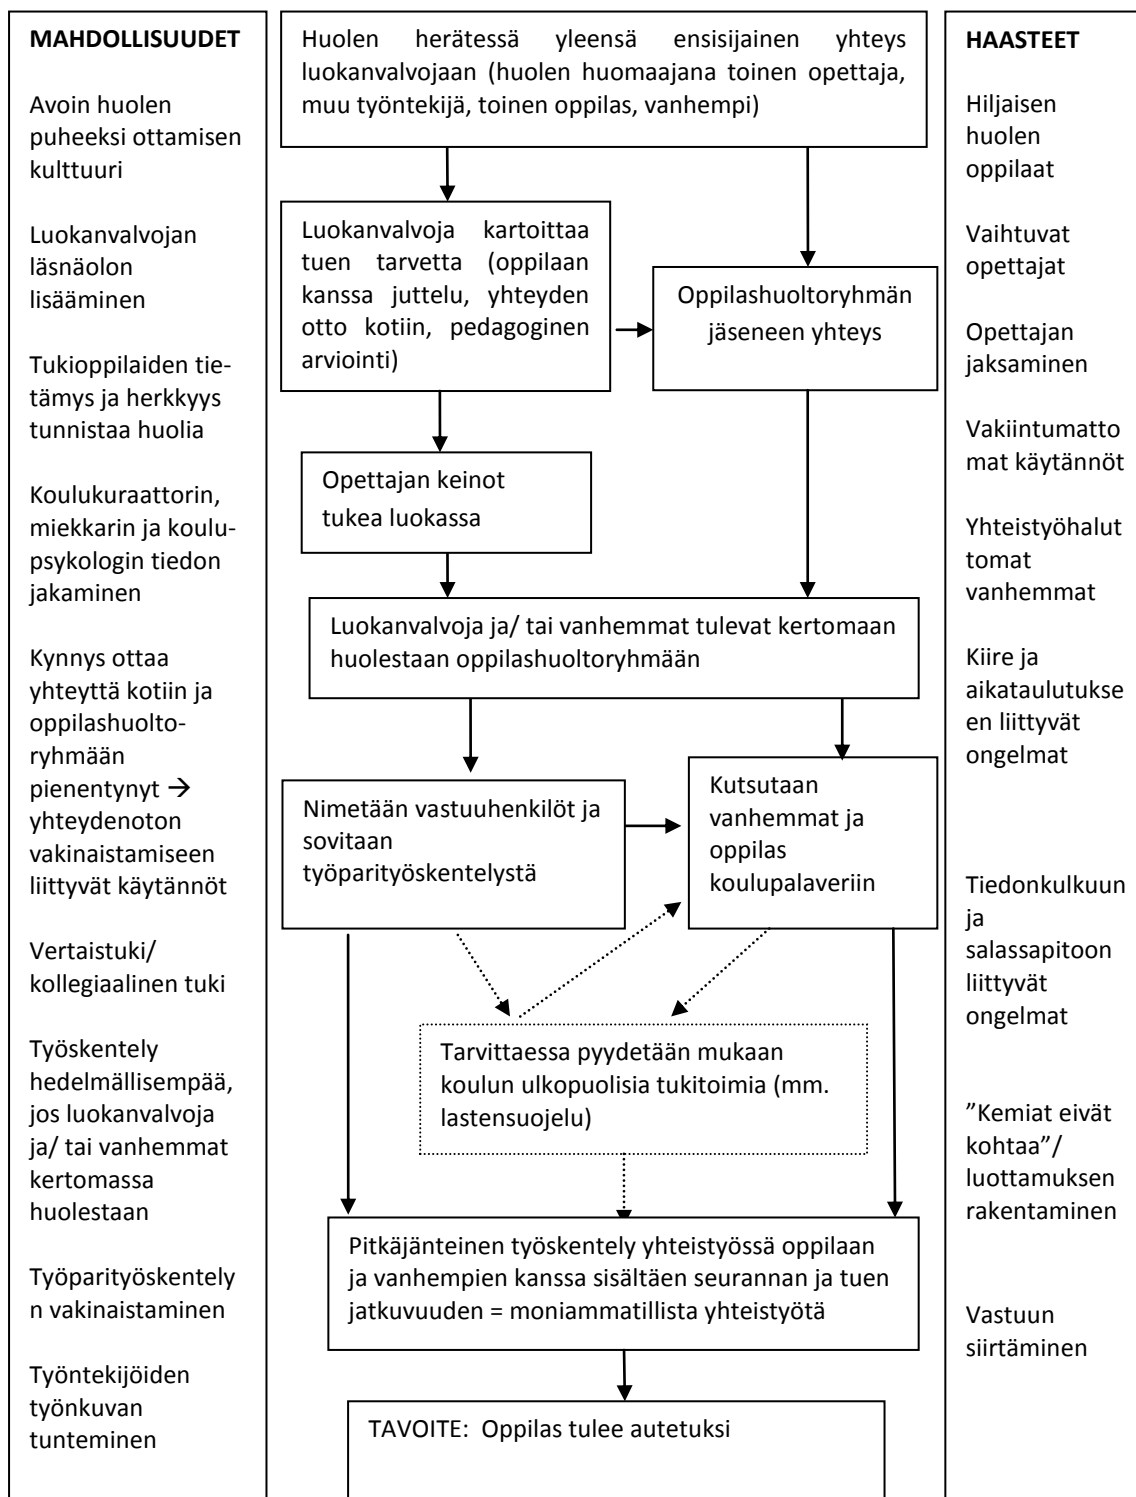 MAHDOLLISUUDET
Avoin huolen
puheeksi ottamisen
kulttuuri
Luokanvalvojan
läsnäolon
lisääminen
Tukioppilaiden tie-
tämys ja herkkyys
tunnistaa huolia
Koulukuraattorin,
miekkarin ja koulu-
psykologin tiedon
jakaminen
Kynnys ottaa
yhteyttä kotiin ja
oppilashuolto-
ryhmään
pienentynyt →
yhteydenoton
vakinaistamiseen
liittyvät käytännöt
Vertaistuki/
kollegiaalinen tuki
Työskentely
hedelmällisempää,
jos luokanvalvoja
ja/ tai vanhemmat
kertomassa
huolestaan
Työparityöskentely
n vakinaistaminen
Työntekijöiden
työnkuvan
tunteminen
Huolen herätessä yleensä ensisijainen yhteys
luokanvalvojaan (huolen huomaajana toinen opettaja,
muu työntekijä, toinen oppilas, vanhempi)
Luokanvalvoja kartoittaa
tuen tarvetta (oppilaan
kanssa juttelu, yhteyden
otto kotiin, pedagoginen
arviointi)
Oppilashuoltoryhmän
jäseneen yhteys
Opettajan keinot
tukea luokassa
Luokanvalvoja ja/ tai vanhemmat tulevat kertomaan
huolestaan oppilashuoltoryhmään
Nimetään vastuuhenkilöt ja
sovitaan
työparityöskentelystä
Kutsutaan
vanhemmat ja
oppilas
koulupalaveriin
Tarvittaessa pyydetään mukaan
koulun ulkopuolisia tukitoimia (mm.
lastensuojelu)
Pitkäjänteinen työskentely yhteistyössä oppilaan
ja vanhempien kanssa sisältäen seurannan ja tuen
jatkuvuuden = moniammatillista yhteistyötä
TAVOITE: Oppilas tulee autetuksi
HAASTEET
Hiljaisen
huolen
oppilaat
Vaihtuvat
opettajat
Opettajan
jaksaminen
Vakiintumatto
mat käytännöt
Yhteistyöhalut
tomat
vanhemmat
Kiire ja
aikataulutukse
en liittyvät
ongelmat
Tiedonkulkuun
ja
salassapitoon
liittyvät
ongelmat
”Kemiat eivät
kohtaa”/
luottamuksen
rakentaminen
Vastuun
siirtäminen